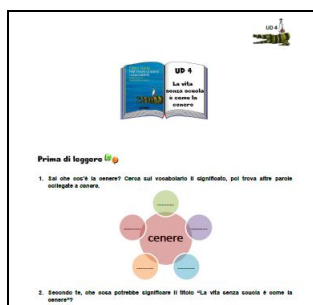 UD 4
UD 4
La vita
senza scuola
è come la
cenere
Prima di leggere
1. Sai che cos'è la cenere? Cerca sul vocabolario il significato, poi trova altre parole
collegate a cenere.
cenere
2. Secondo te, che cosa potrebbe significare il titolo "La vita senza scuola è come la
cenere"?